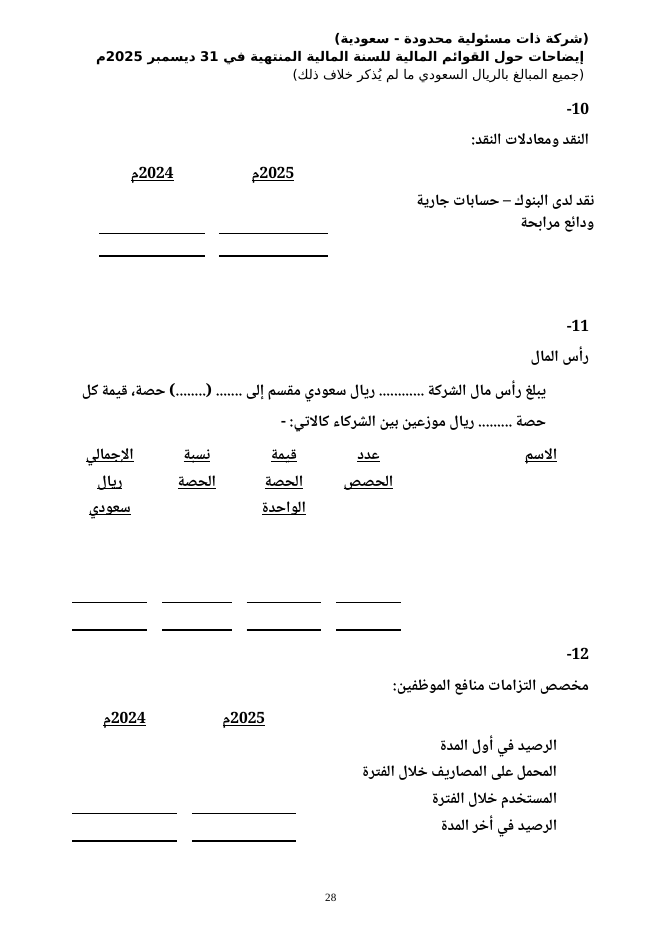 (شركة ذات مسئولية محدودة - سعودية)
إيضاحات حول القوائم المالية للسنة المالية المنتهية في 31 ديسمبر 2025م
(جميع المبالغ بالريال السعودي ما لم يُذكر خلاف ذلك)
10-
النقد ومعادلات النقد:
2025م 2024م
نقد لدى البنوك – حسابات جارية
ودائع مرابحة
11-
رأس المال
يبلغ رأس مال الشركة ............ ريال سعودي مقسم إلى ....... (........) حصة، قيمة كل
حصة ......... ريال موزعين بين الشركاء كالاتي: -
الاسم عدد قيمة نسبة الإجمالي
الحصص الحصة الحصة ريال
الواحدة سعودي
12-
مخصص التزامات منافع الموظفين:
2025م 2024م
الرصيد في أول المدة
المحمل على المصاريف خلال الفترة
المستخدم خلال الفترة
الرصيد في أخر المدة
28